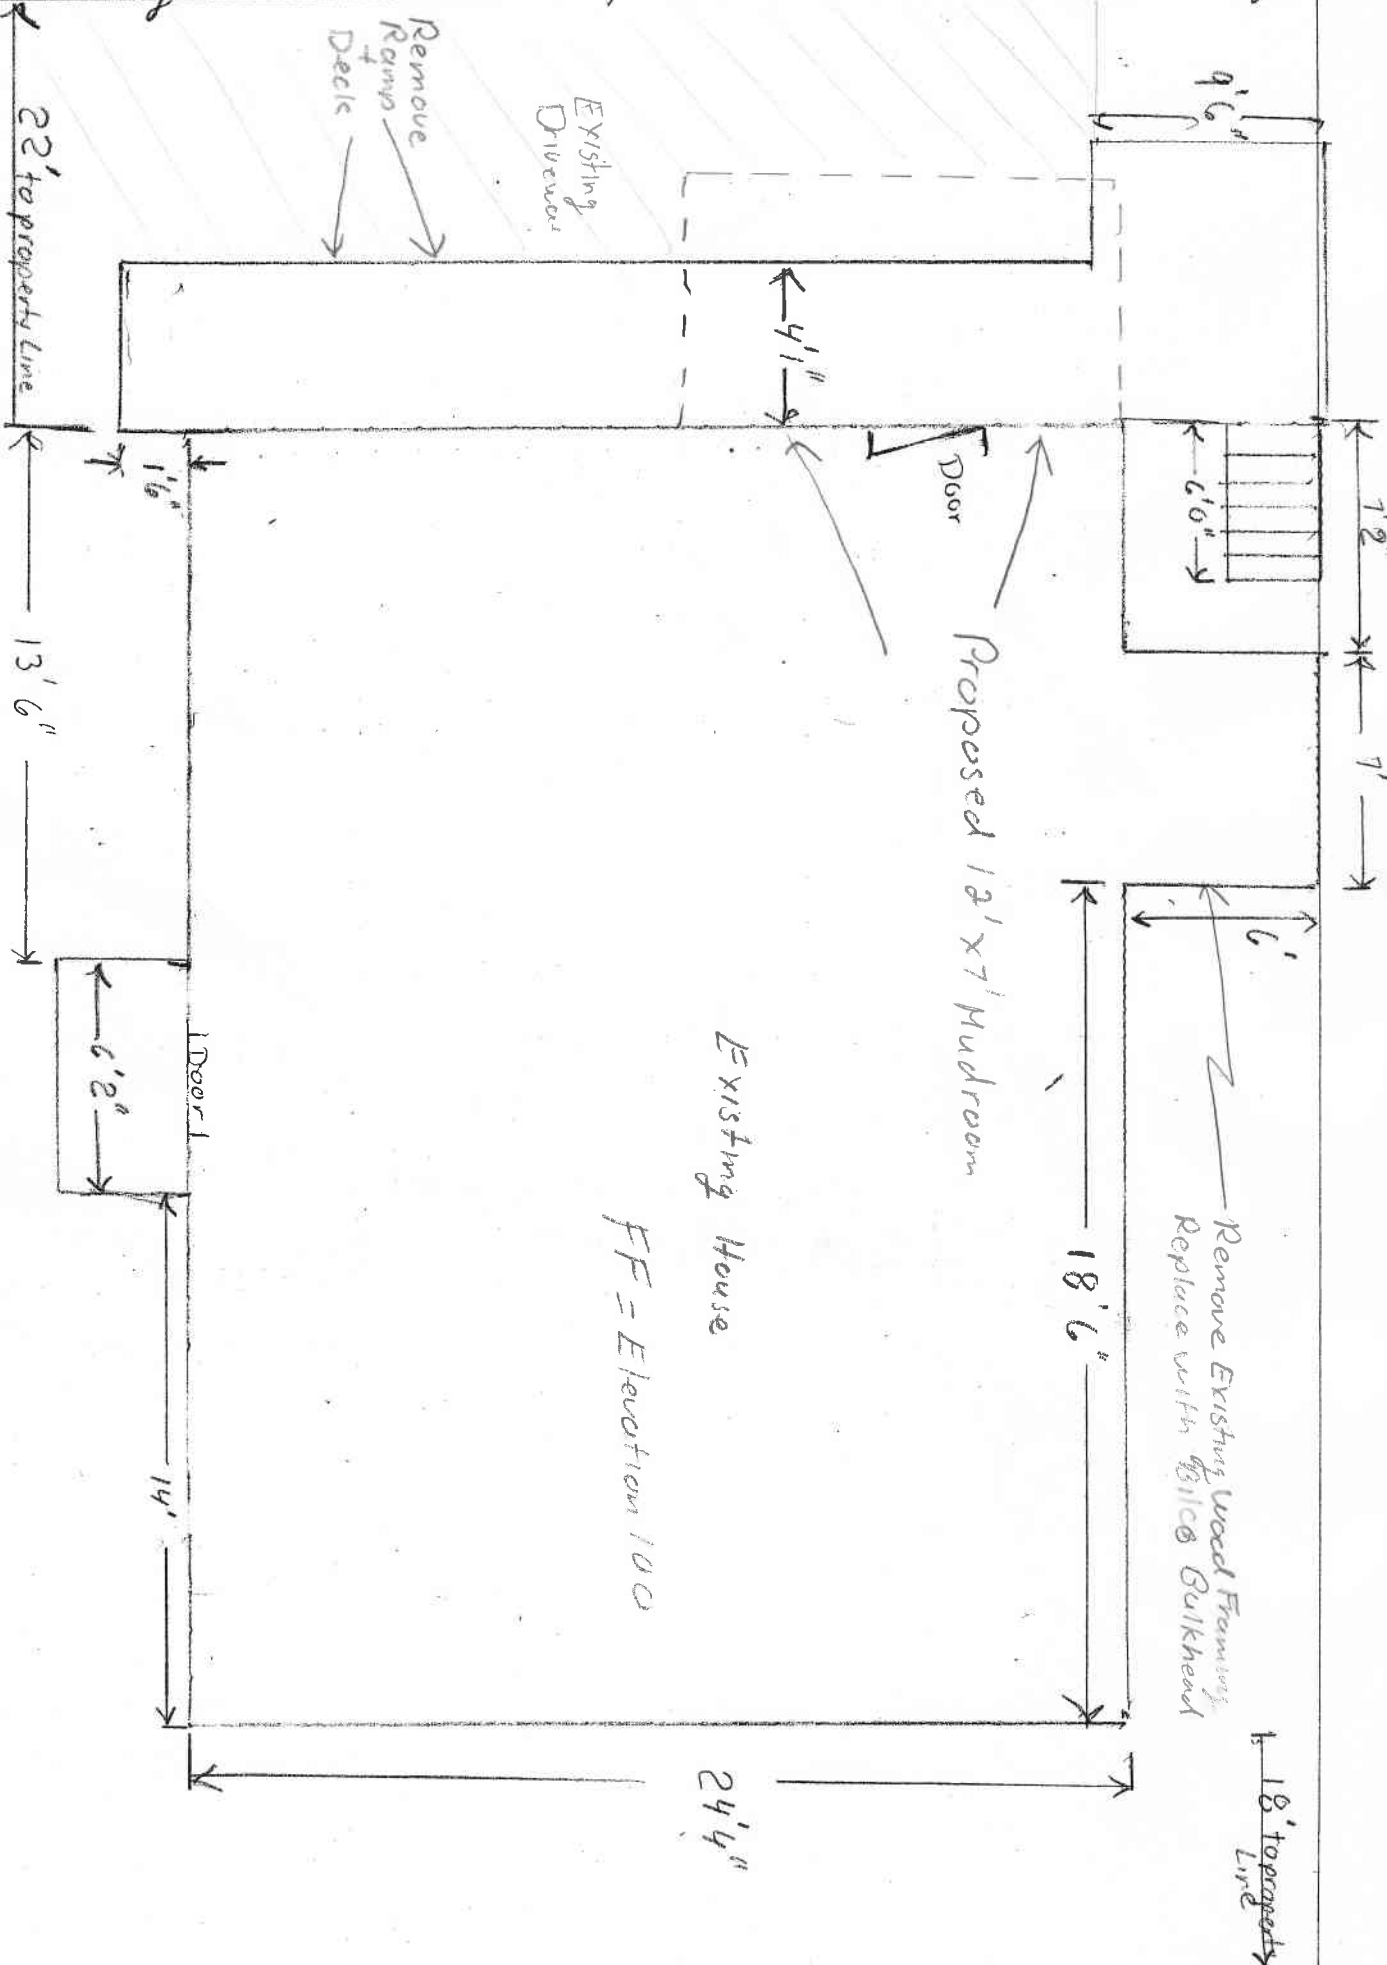 9'6"
7'2
7'
6'0"
6'
Remove
Ramp
+
Deck
Existing
4'1"
Door
Proposed 12' x 7' Mudroom
Remove Existing Wood Framing
Replace with Bilco Bulkhead
18'6"
Existing House
FF = Elevation 100
18' to property
Line
22' to property Line
1'6"
13'6"
Door
6'2"
14'
24'4"